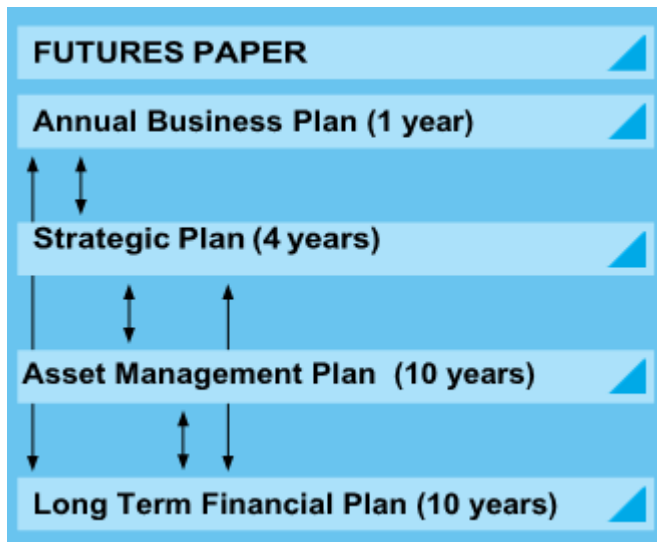 FUTURES PAPER
Annual Business Plan (1 year)
Strategic Plan (4 years)
Asset Management Plan (10 years)
Long Term Financial Plan (10 years)